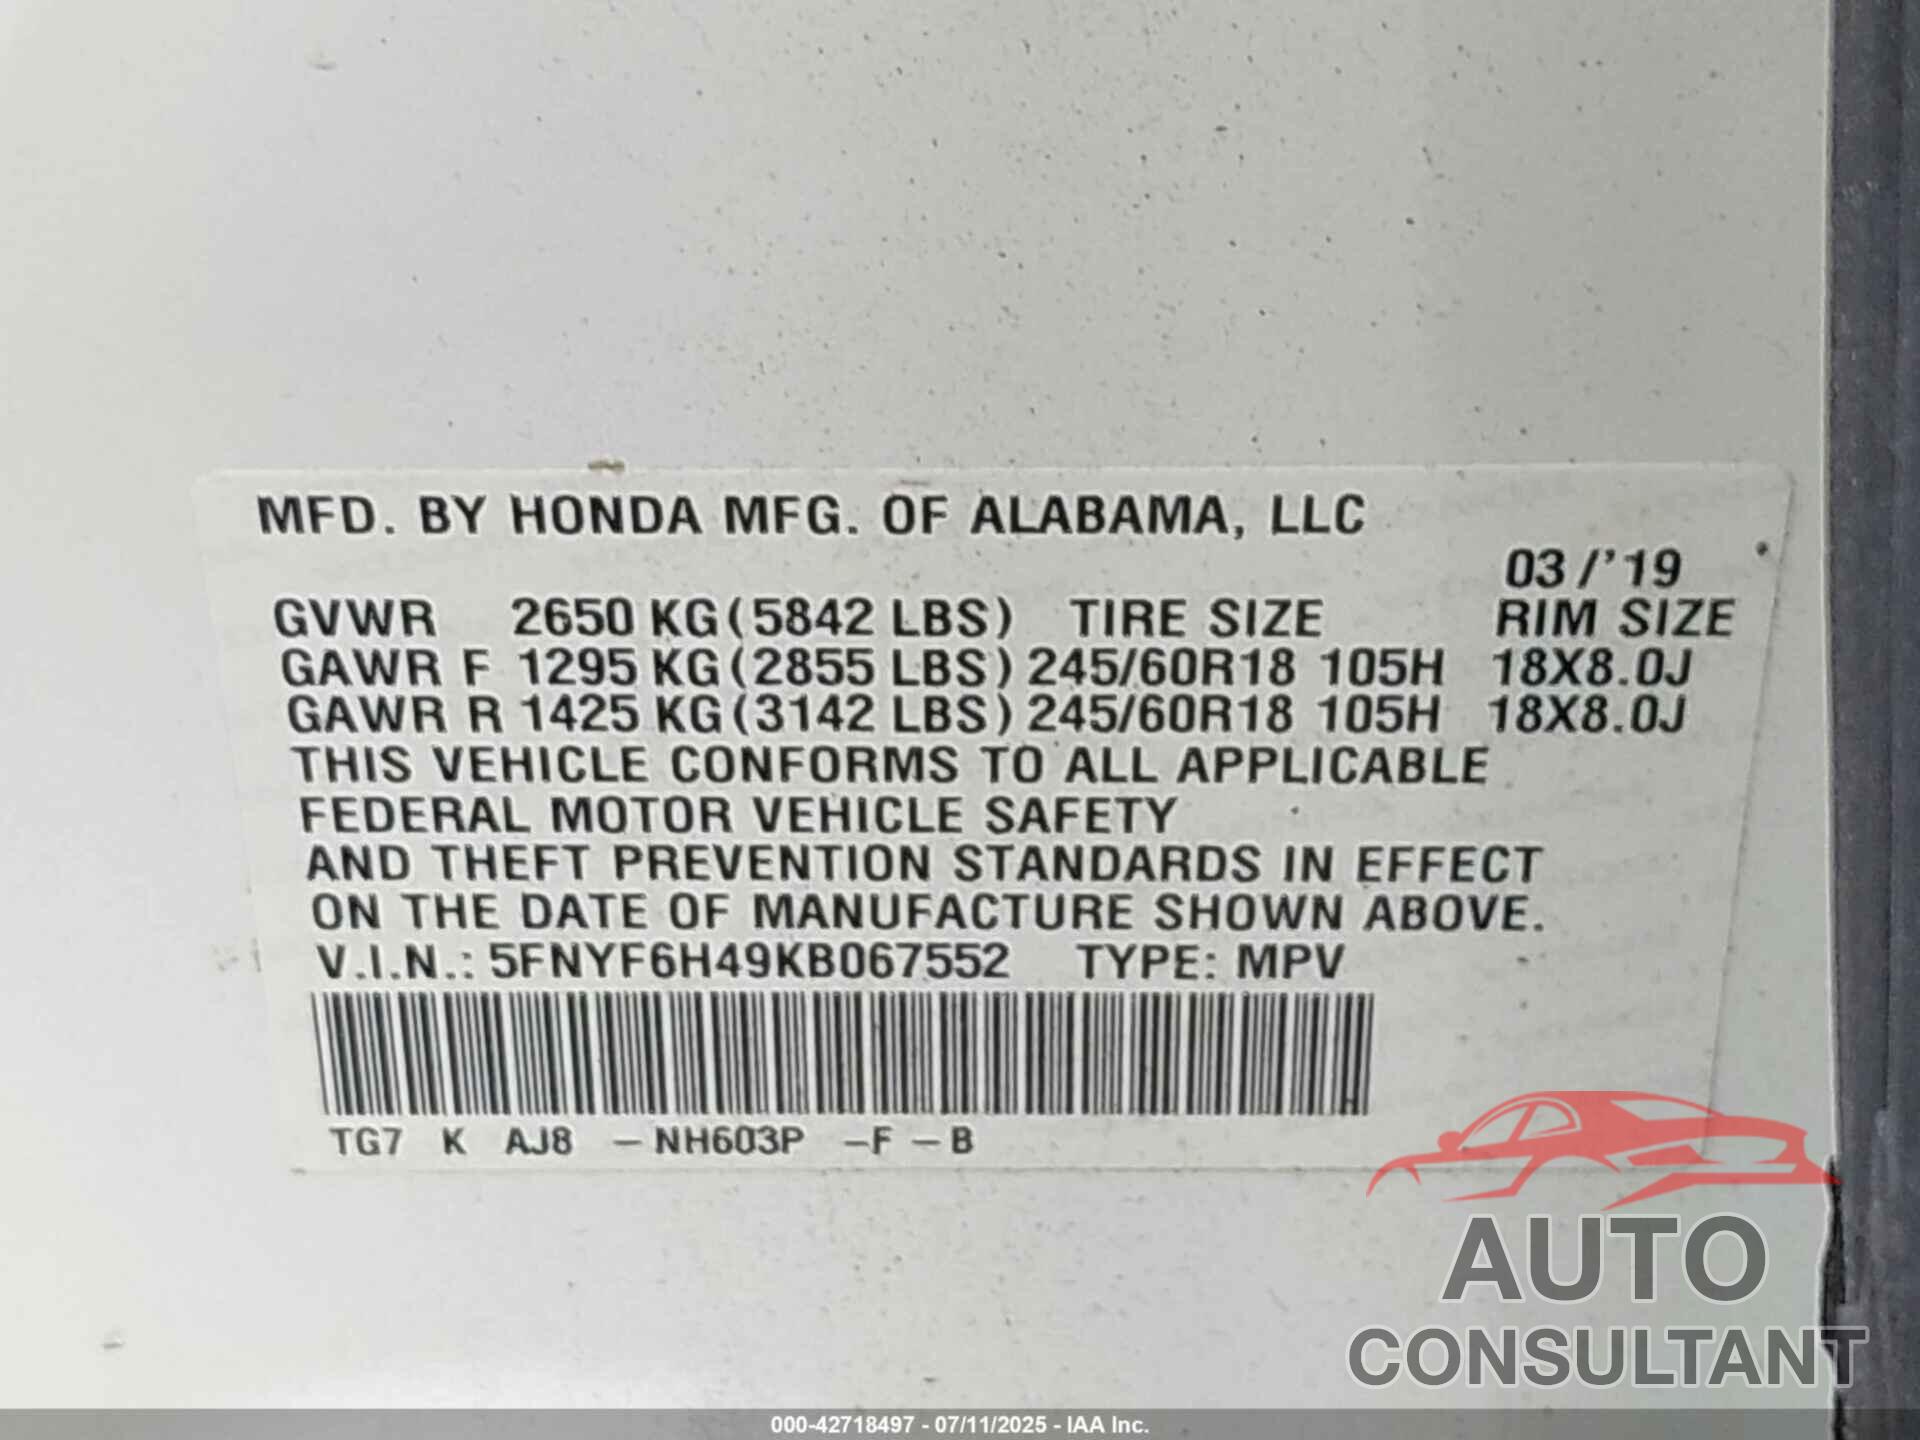 MFD. BY HONDA MFG. OF ALABAMA, LLC
03/'19
GVWR 2650 KG(5842 LBS) TIRE SIZE RIM SIZE
GAWR F 1295 KG(2855 LBS) 245/60R18 105H 18X8.0J
GAWR R 1425 KG(3142 LBS) 245/60R18 105H 18X8.0J
THIS VEHICLE CONFORMS TO ALL APPLICABLE
FEDERAL MOTOR VEHICLE SAFETY
AND THEFT PREVENTION STANDARDS IN EFFECT
ON THE DATE OF MANUFACTURE SHOWN ABOVE.
V.I.N.: 5FNYF6H49KB067552 TYPE: MPV
TG7 K AJ8 -NH603P -F-B
AUTO
CONSULTANT
000-42718497 - 07/11/2025 - IAA Inc.